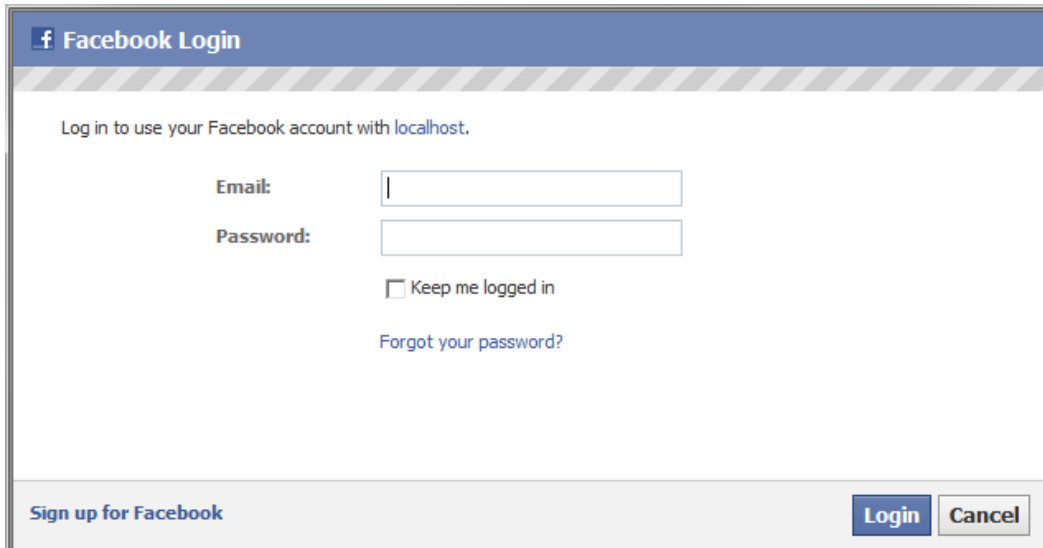 Facebook Login
Log in to use your Facebook account with localhost.
Email:
Password:
Keep me logged in
Forgot your password?
Sign up for Facebook
Login Cancel